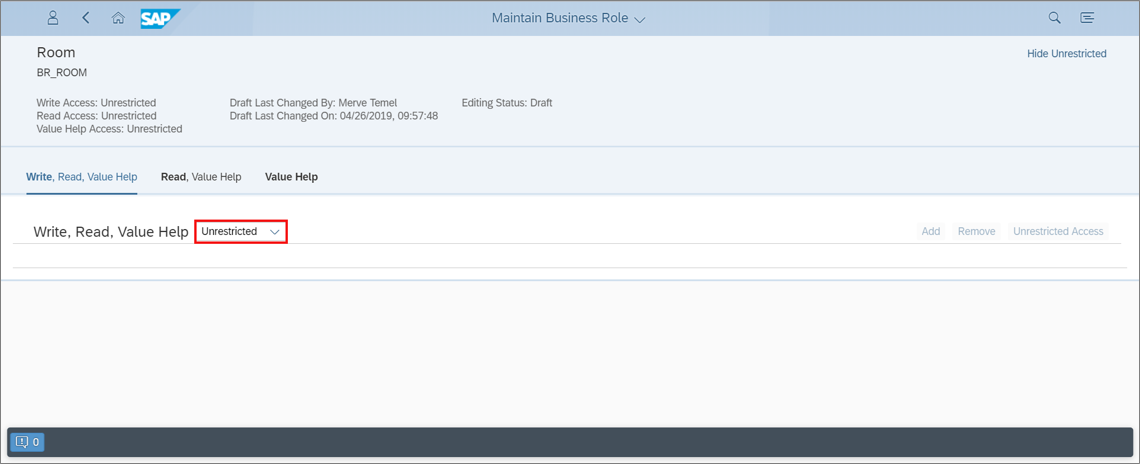 SAP Maintain Business Role
Room
Hide Unrestricted
BR_ROOM
Write Access: Unrestricted Draft Last Changed By: Merve Temel Editing Status: Draft
Read Access: Unrestricted Draft Last Changed On: 04/26/2019, 09:57:48
Value Help Access: Unrestricted
Write, Read, Value Help Read, Value Help Value Help
Write, Read, Value Help Unrestricted Add Remove Unrestricted Access
0